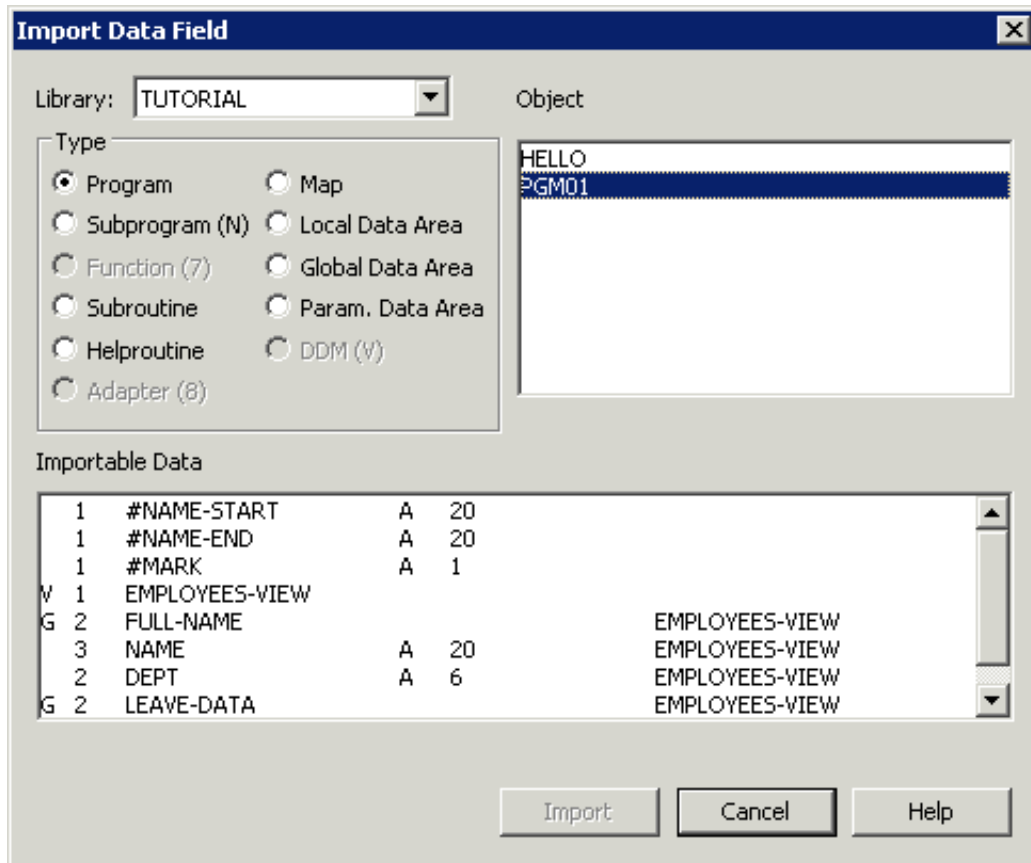 Import Data Field
Library: TUTORIAL
Object
Type
Program Map
Subprogram (N) Local Data Area
Function (7) Global Data Area
Subroutine Param. Data Area
Helproutine DDM (V)
Adapter (8)
HELLO
PGM01
Importable Data
1 #NAME-START A 20
1 #NAME-END A 20
1 #MARK A 1
V 1 EMPLOYEES-VIEW
G 2 FULL-NAME EMPLOYEES-VIEW
3 NAME A 20 EMPLOYEES-VIEW
2 DEPT A 6 EMPLOYEES-VIEW
G 2 LEAVE-DATA EMPLOYEES-VIEW
Import Cancel Help